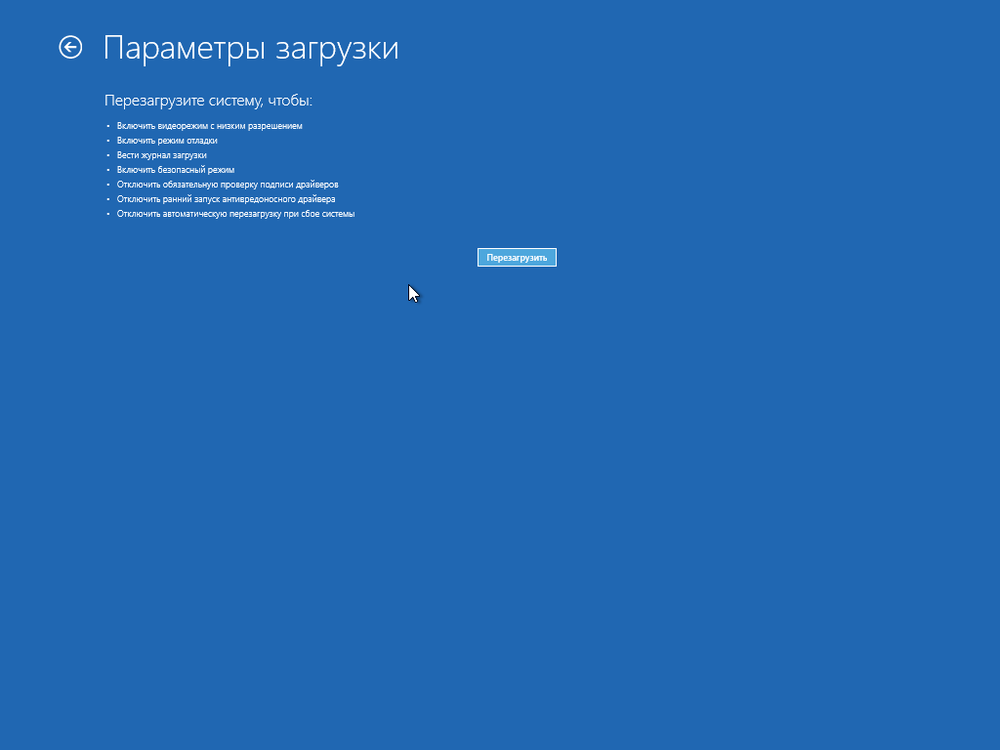 Параметры загрузки
Перезагрузите систему, чтобы:
• Включить видеорежим с низким разрешением
• Включить режим отладки
• Вести журнал загрузки
• Включить безопасный режим
• Отключить обязательную проверку подписи драйверов
• Отключить ранний запуск антивредоносного драйвера
• Отключить автоматическую перезагрузку при сбое системы
Перезагрузить